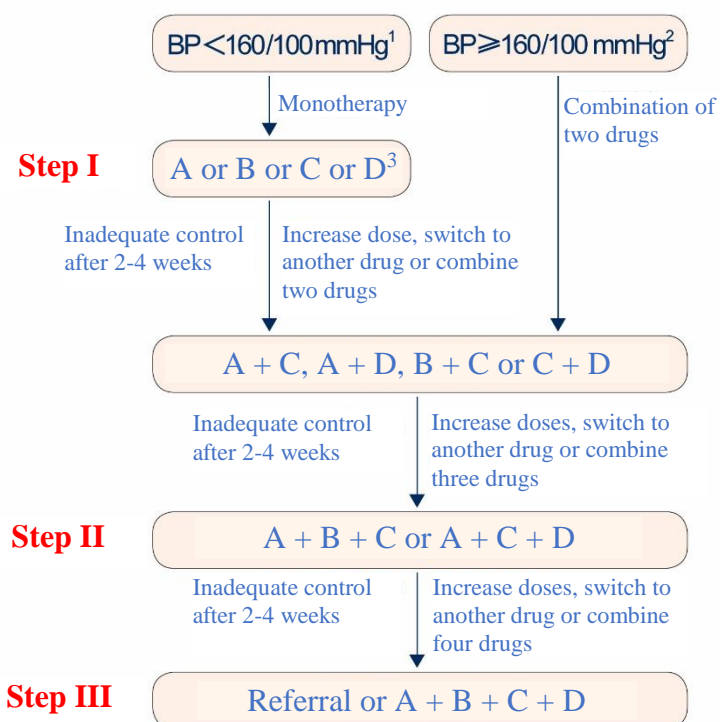 BP＜160/100mmHg¹
BP≥160/100 mmHg²
Monotherapy
Combination of
two drugs
Step I
A or B or C or D³
Inadequate control
after 2-4 weeks
Increase dose, switch to
another drug or combine
two drugs
A + C, A + D, B + C or C + D
Inadequate control
after 2-4 weeks
Increase doses, switch to
another drug or combine
three drugs
Step II
A + B + C or A + C + D
Inadequate control
after 2-4 weeks
Increase doses, switch to
another drug or combine
four drugs
Step III
Referral or A + B + C + D